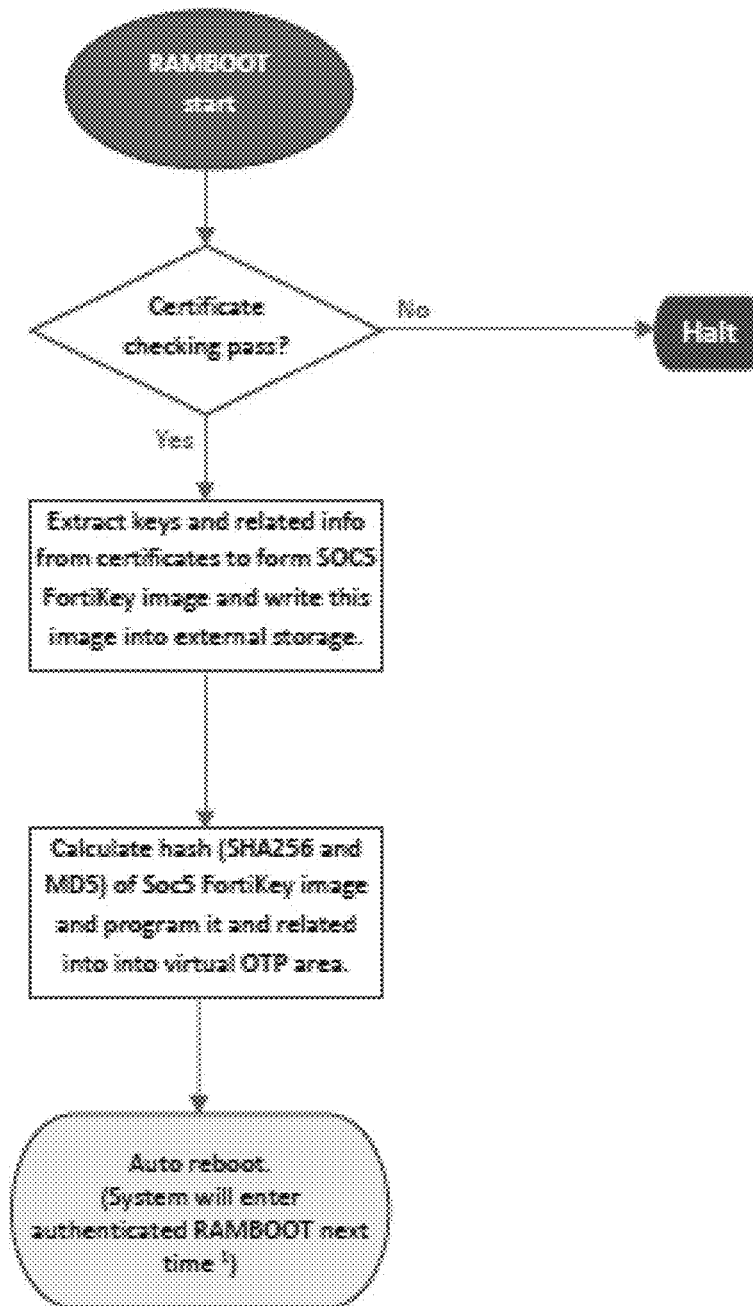 RAMBOOT
start
Certificate
checking pass?
No
Halt
Yes
Extract keys and related info
from certificates to form SOC5
FortiKey image and write this
image into external storage.
Calculate hash (SHA256 and
MD5) of Soc5 FortiKey image
and program it and related
into into virtual OTP area.
Auto reboot.
(System will enter
authenticated RAMBOOT next
time ¹)